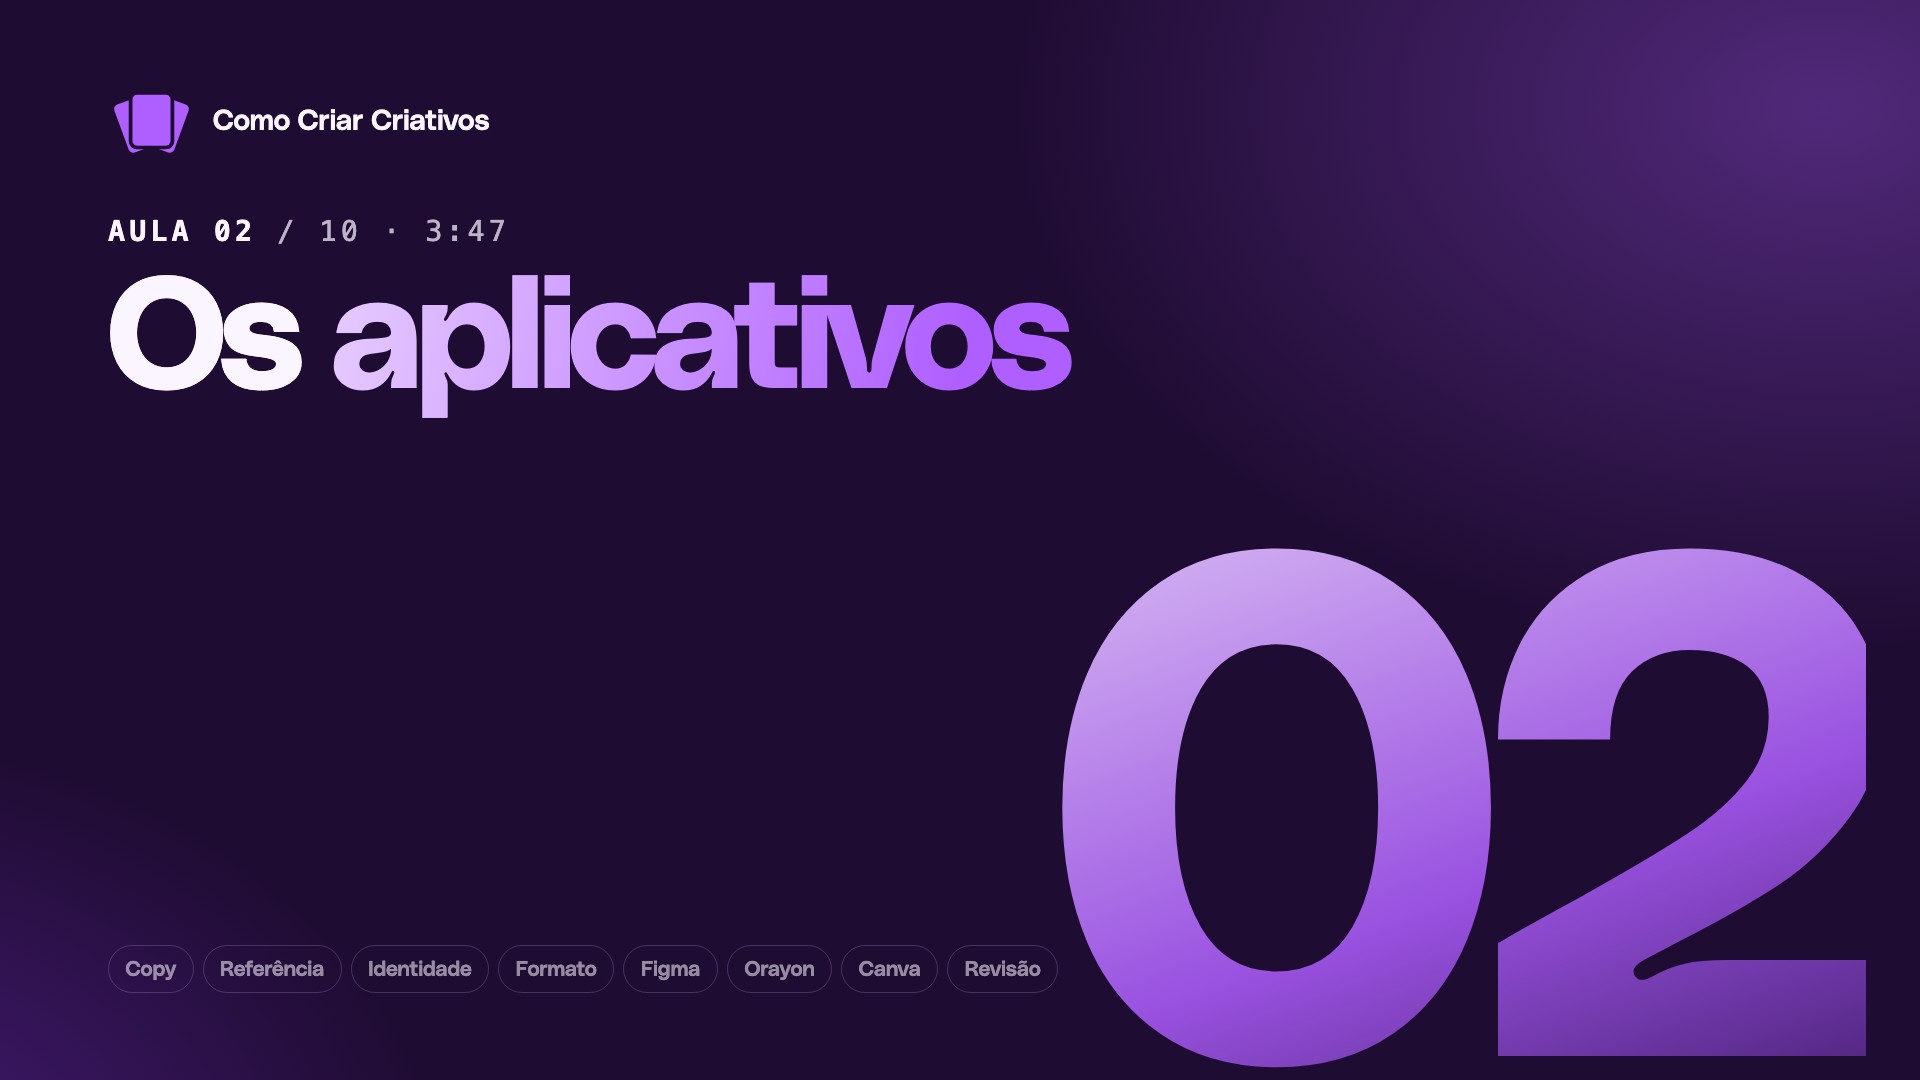 Como Criar Criativos
AULA 02 / 10 · 3:47
Os aplicativos
02
Copy Referência Identidade Formato Figma Orayon Canva Revisão